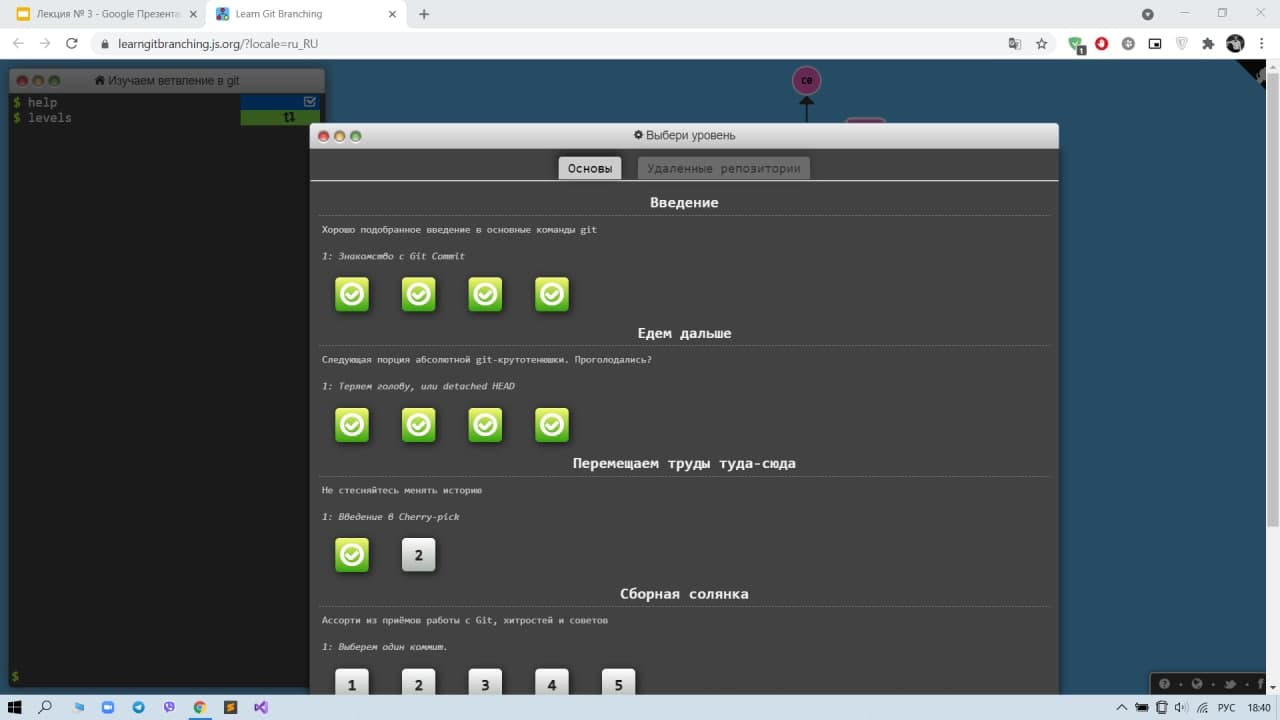 Лекция № 3 - Google Презента
Learn Git Branching
learngitbranching.js.org/?locale=ru_RU
1
Изучаем ветвление в git
$ help
$ levels
ce
Выбери уровень
Основы
Удаленные репозитории
Введение
Хорошо подобранное введение в основные команды git
1: Знакомство с Git Commit
Едем дальше
Следующая порция абсолютной git-крутотенюшки. Проголодались?
1: Теряем голову, или detached HEAD
Перемещаем труды туда-сюда
Не стесняйтесь менять историю
1: Введение в Cherry-pick
2
Сборная солянка
Ассорти из приёмов работы с Git, хитростей и советов
1: Выберем один коммит.
1 2 3 4 5
$
РУС 18:40